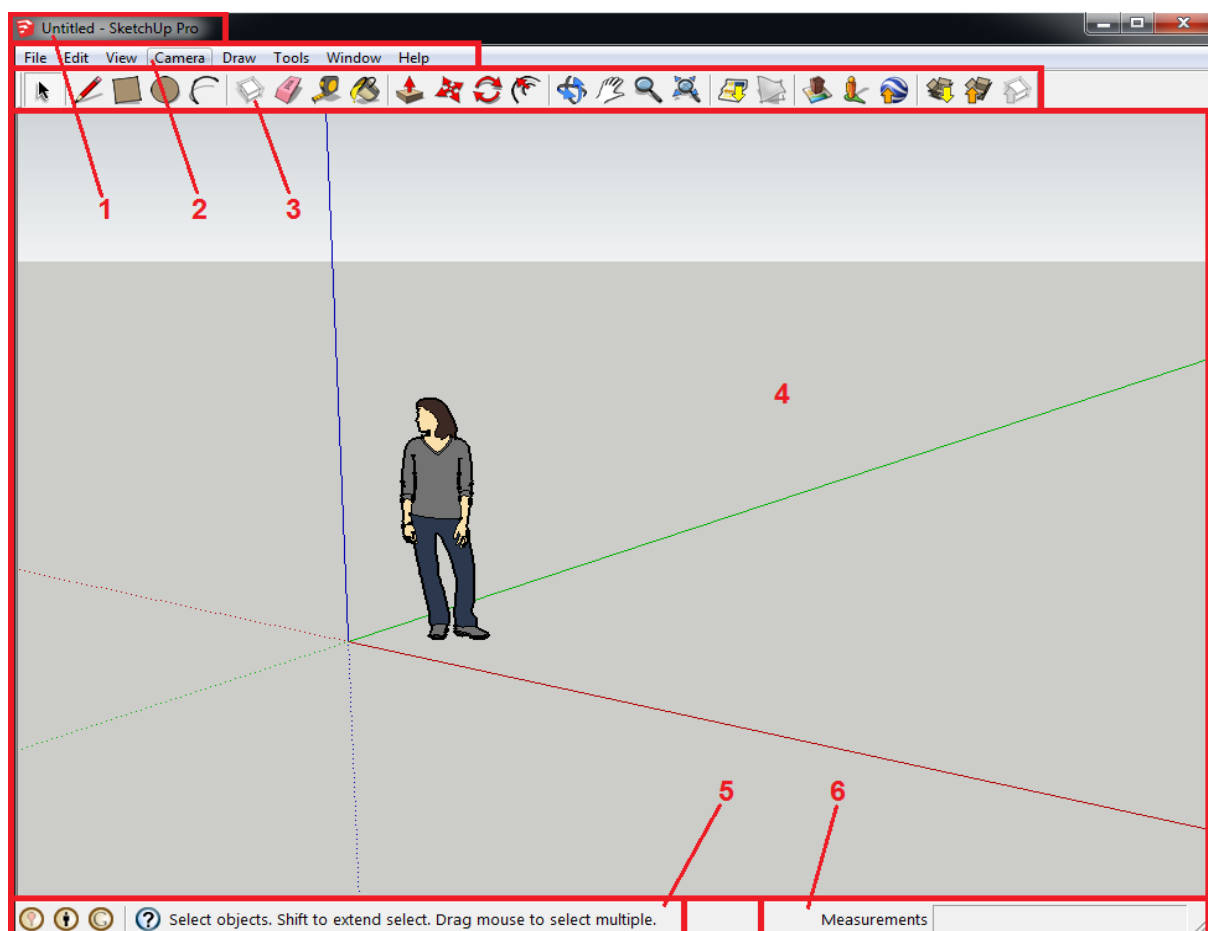 Untitled - SketchUp Pro
File Edit View Camera Draw Tools Window Help
1 2 3
4
5 6
Select objects. Shift to extend select. Drag mouse to select multiple. Measurements